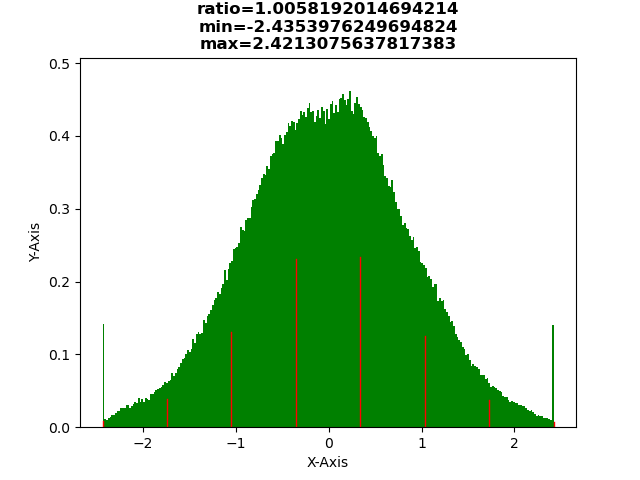 ratio=1.0058192014694214
min=-2.4353976249694824
max=2.4213075637817383
0.5
0.4
0.3
0.2
0.1
0.0
Y-Axis
−2 −1 0 1 2
X-Axis